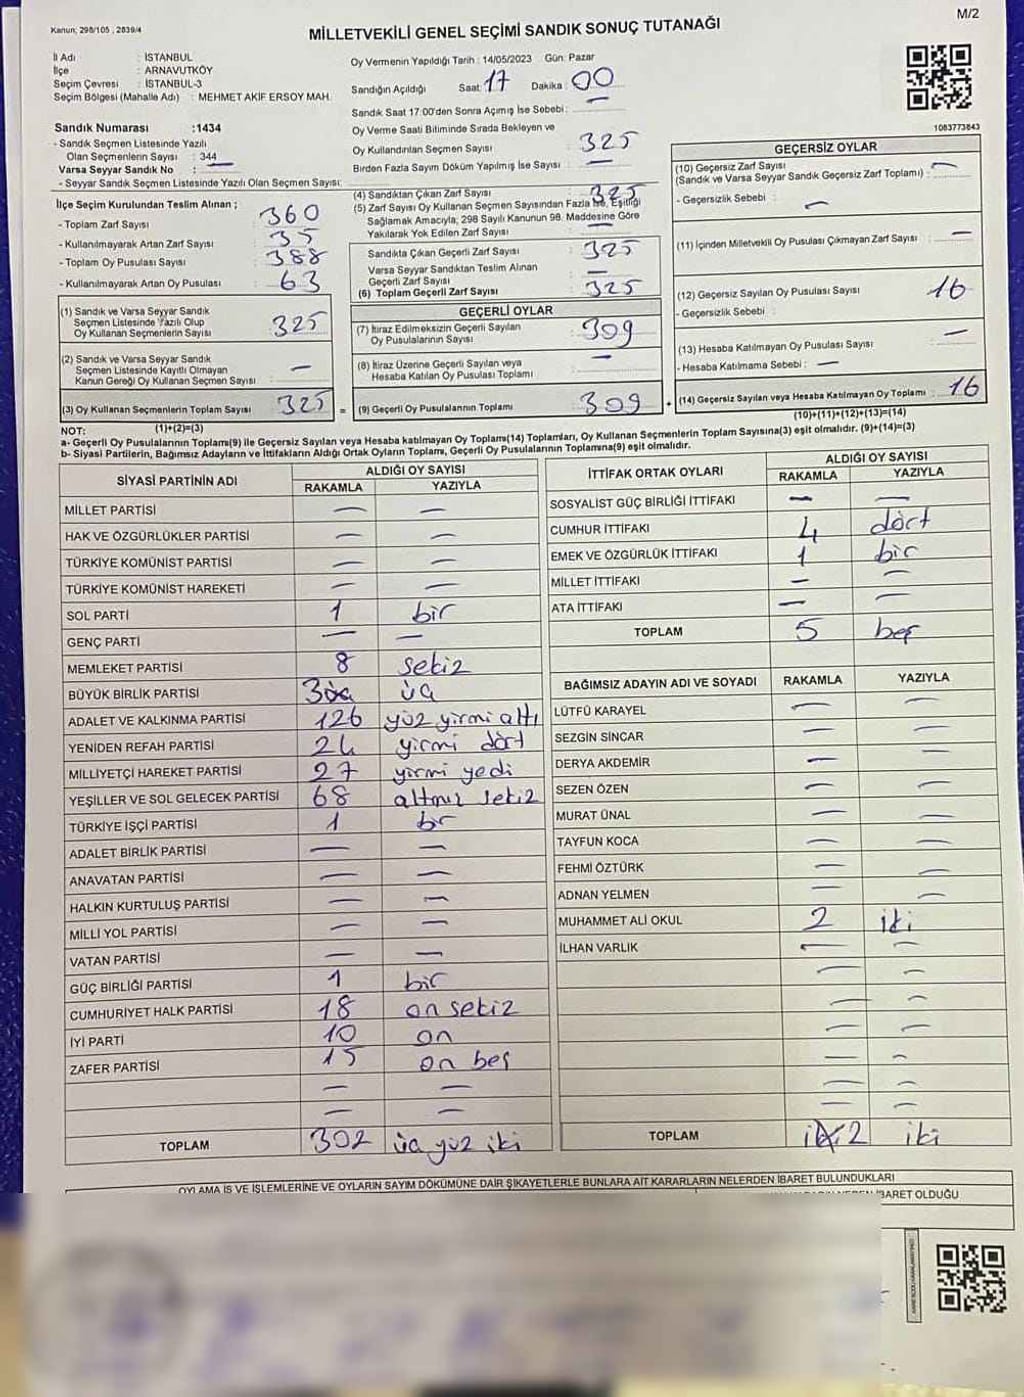 M/2
Kanun; 298/105 , 2839/4
MİLLETVEKİLİ GENEL SEÇİMİ SANDIK SONUÇ TUTANAĞI
İl Adı : İSTANBUL
İlçe : ARNAVUTKÖY
Seçim Çevresi : İSTANBUL-3
Seçim Bölgesi (Mahalle Adı) : MEHMET AKİF ERSOY MAH.
Sandık Numarası :1434
- Sandık Seçmen Listesinde Yazılı
Olan Seçmenlerin Sayısı : 344
Varsa Seyyar Sandık No :
- Seyyar Sandık Seçmen Listesinde Yazılı Olan Seçmen Sayısı:
Oy Vermenin Yapıldığı Tarih : 14/05/2023 Gün: Pazar
Sandığın Açıldığı Saat: 17 Dakika: 00
Sandık Saat 17.00'den Sonra Açımış İse Sebebi : —
Oy Verme Saati Bitiminde Sırada Bekleyen ve
Oy Kullandırılan Seçmen Sayısı : 325
Birden Fazla Sayım Döküm Yapılmış İse Sayısı : —
1083773843
İlçe Seçim Kurulundan Teslim Alınan ;
- Toplam Zarf Sayısı : 360
- Kullanılmayarak Artan Zarf Sayısı : 35
- Toplam Oy Pusulası Sayısı : 388
- Kullanılmayarak Artan Oy Pusulası : 63
(1) Sandık ve Varsa Seyyar Sandık
Seçmen Listesinde Yazılı Olup
Oy Kullanan Seçmenlerin Sayısı : 325
(2) Sandık ve Varsa Seyyar Sandık
Seçmen Listesinde Kayıtlı Olmayan
Kanun Gereği Oy Kullanan Seçmen Sayısı : —
(3) Oy Kullanan Seçmenlerin Toplam Sayısı : 325 =
(1)+(2)=(3)
(4) Sandıktan Çıkan Zarf Sayısı : 325
(5) Zarf Sayısı Oy Kullanan Seçmen Sayısından Fazla ise, Eşitliği
Sağlamak Amacıyla; 298 Sayılı Kanunun 98. Maddesine Göre
Yakılarak Yok Edilen Zarf Sayısı : —
Sandıkta Çıkan Geçerli Zarf Sayısı : 325
Varsa Seyyar Sandıktan Teslim Alınan
Geçerli Zarf Sayısı : —
(6) Toplam Geçerli Zarf Sayısı : 325
GEÇERLİ OYLAR
(7) İtiraz Edilmeksizin Geçerli Sayılan
Oy Pusulalarının Sayısı : 309
(8) İtiraz Üzerine Geçerli Sayılan veya
Hesaba Katılan Oy Pusulası Toplamı : —
(9) Geçerli Oy Pusulalarının Toplamı : 309 +
GEÇERSİZ OYLAR
(10) Geçersiz Zarf Sayısı
(Sandık ve Varsa Seyyar Sandık Geçersiz Zarf Toplamı) : —
- Geçersizlik Sebebi : —
(11) İçinden Milletvekili Oy Pusulası Çıkmayan Zarf Sayısı : —
(12) Geçersiz Sayılan Oy Pusulası Sayısı : 16
- Geçersizlik Sebebi :
(13) Hesaba Katılmayan Oy Pusulası Sayısı : —
- Hesaba Katılmama Sebebi : —
(14) Geçersiz Sayılan veya Hesaba Katılmayan Oy Toplamı : 16
(10)+(11)+(12)+(13)=(14)
NOT:
a- Geçerli Oy Pusulalarının Toplamı(9) ile Geçersiz Sayılan veya Hesaba katılmayan Oy Toplamı(14) Toplamları, Oy Kullanan Seçmenlerin Toplam Sayısına(3) eşit olmalıdır. (9)+(14)=(3)
b- Siyasi Partilerin, Bağımsız Adayların ve İttifakların Aldığı Ortak Oyların Toplamı, Geçerli Oy Pusulalarının Toplamına(9) eşit olmalıdır.
SİYASİ PARTİNİN ADI ALDIĞI OY SAYISI
RAKAMLA YAZIYLA
MİLLET PARTİSİ — —
HAK VE ÖZGÜRLÜKLER PARTİSİ — —
TÜRKİYE KOMÜNİST PARTİSİ — —
TÜRKİYE KOMÜNİST HAREKETİ — —
SOL PARTİ 1 bir
GENÇ PARTİ — —
MEMLEKET PARTİSİ 8 sekiz
BÜYÜK BİRLİK PARTİSİ 3 üç
ADALET VE KALKINMA PARTİSİ 126 yüz yirmi altı
YENİDEN REFAH PARTİSİ 24 yirmi dört
MİLLİYETÇİ HAREKET PARTİSİ 27 yirmi yedi
YEŞİLLER VE SOL GELECEK PARTİSİ 68 altmış sekiz
TÜRKİYE İŞÇİ PARTİSİ 1 bir
ADALET BİRLİK PARTİSİ — —
ANAVATAN PARTİSİ — —
HALKIN KURTULUŞ PARTİSİ — —
MİLLİ YOL PARTİSİ — —
VATAN PARTİSİ — —
GÜÇ BİRLİĞİ PARTİSİ 1 bir
CUMHURİYET HALK PARTİSİ 18 on sekiz
İYİ PARTİ 10 on
ZAFER PARTİSİ 15 on beş
— —
— —
TOPLAM 302 üç yüz iki
İTTİFAK ORTAK OYLARI ALDIĞI OY SAYISI
RAKAMLA YAZIYLA
SOSYALİST GÜÇ BİRLİĞİ İTTİFAKI — —
CUMHUR İTTİFAKI 4 dört
EMEK VE ÖZGÜRLÜK İTTİFAKI 1 bir
MİLLET İTTİFAKI — —
ATA İTTİFAKI — —
TOPLAM 5 beş
BAĞIMSIZ ADAYIN ADI VE SOYADI RAKAMLA YAZIYLA
LÜTFÜ KARAYEL — —
SEZGİN SİNCAR — —
DERYA AKDEMİR — —
SEZEN ÖZEN — —
MURAT ÜNAL — —
TAYFUN KOCA — —
FEHMİ ÖZTÜRK — —
ADNAN YELMEN — —
MUHAMMET ALİ OKUL 2 iki
İLHAN VARLIK — —
— —
— —
— —
— —
— —
— —
TOPLAM 2 iki
OYLAMA İŞ VE İŞLEMLERİNE VE OYLARIN SAYIM DÖKÜMÜNE DAİR ŞİKAYETLERLE BUNLARA AİT KARARLARIN NELERDEN İBARET BULUNDUKLARI
İBARET OLDUĞU